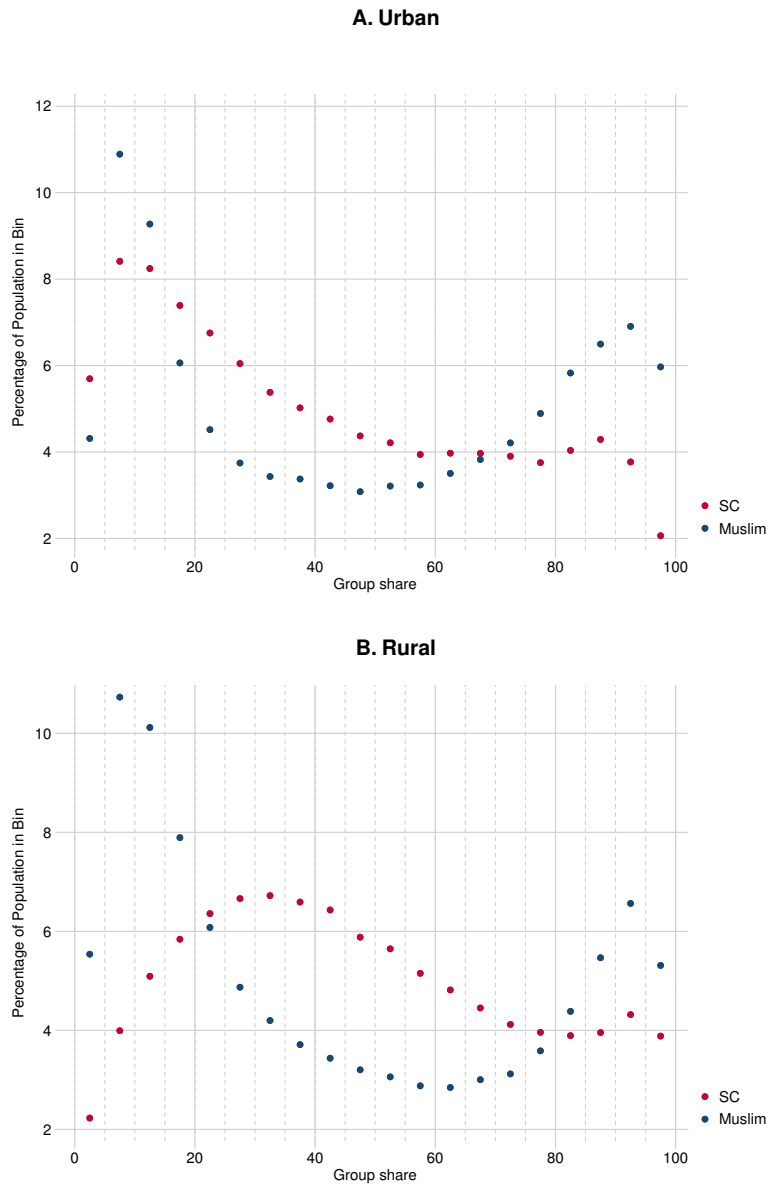 A. Urban
12
10
8
6
4
2
Percentage of Population in Bin
0 20 40 60 80 100
Group share
SC
Muslim
B. Rural
10
8
6
4
2
Percentage of Population in Bin
0 20 40 60 80 100
Group share
SC
Muslim